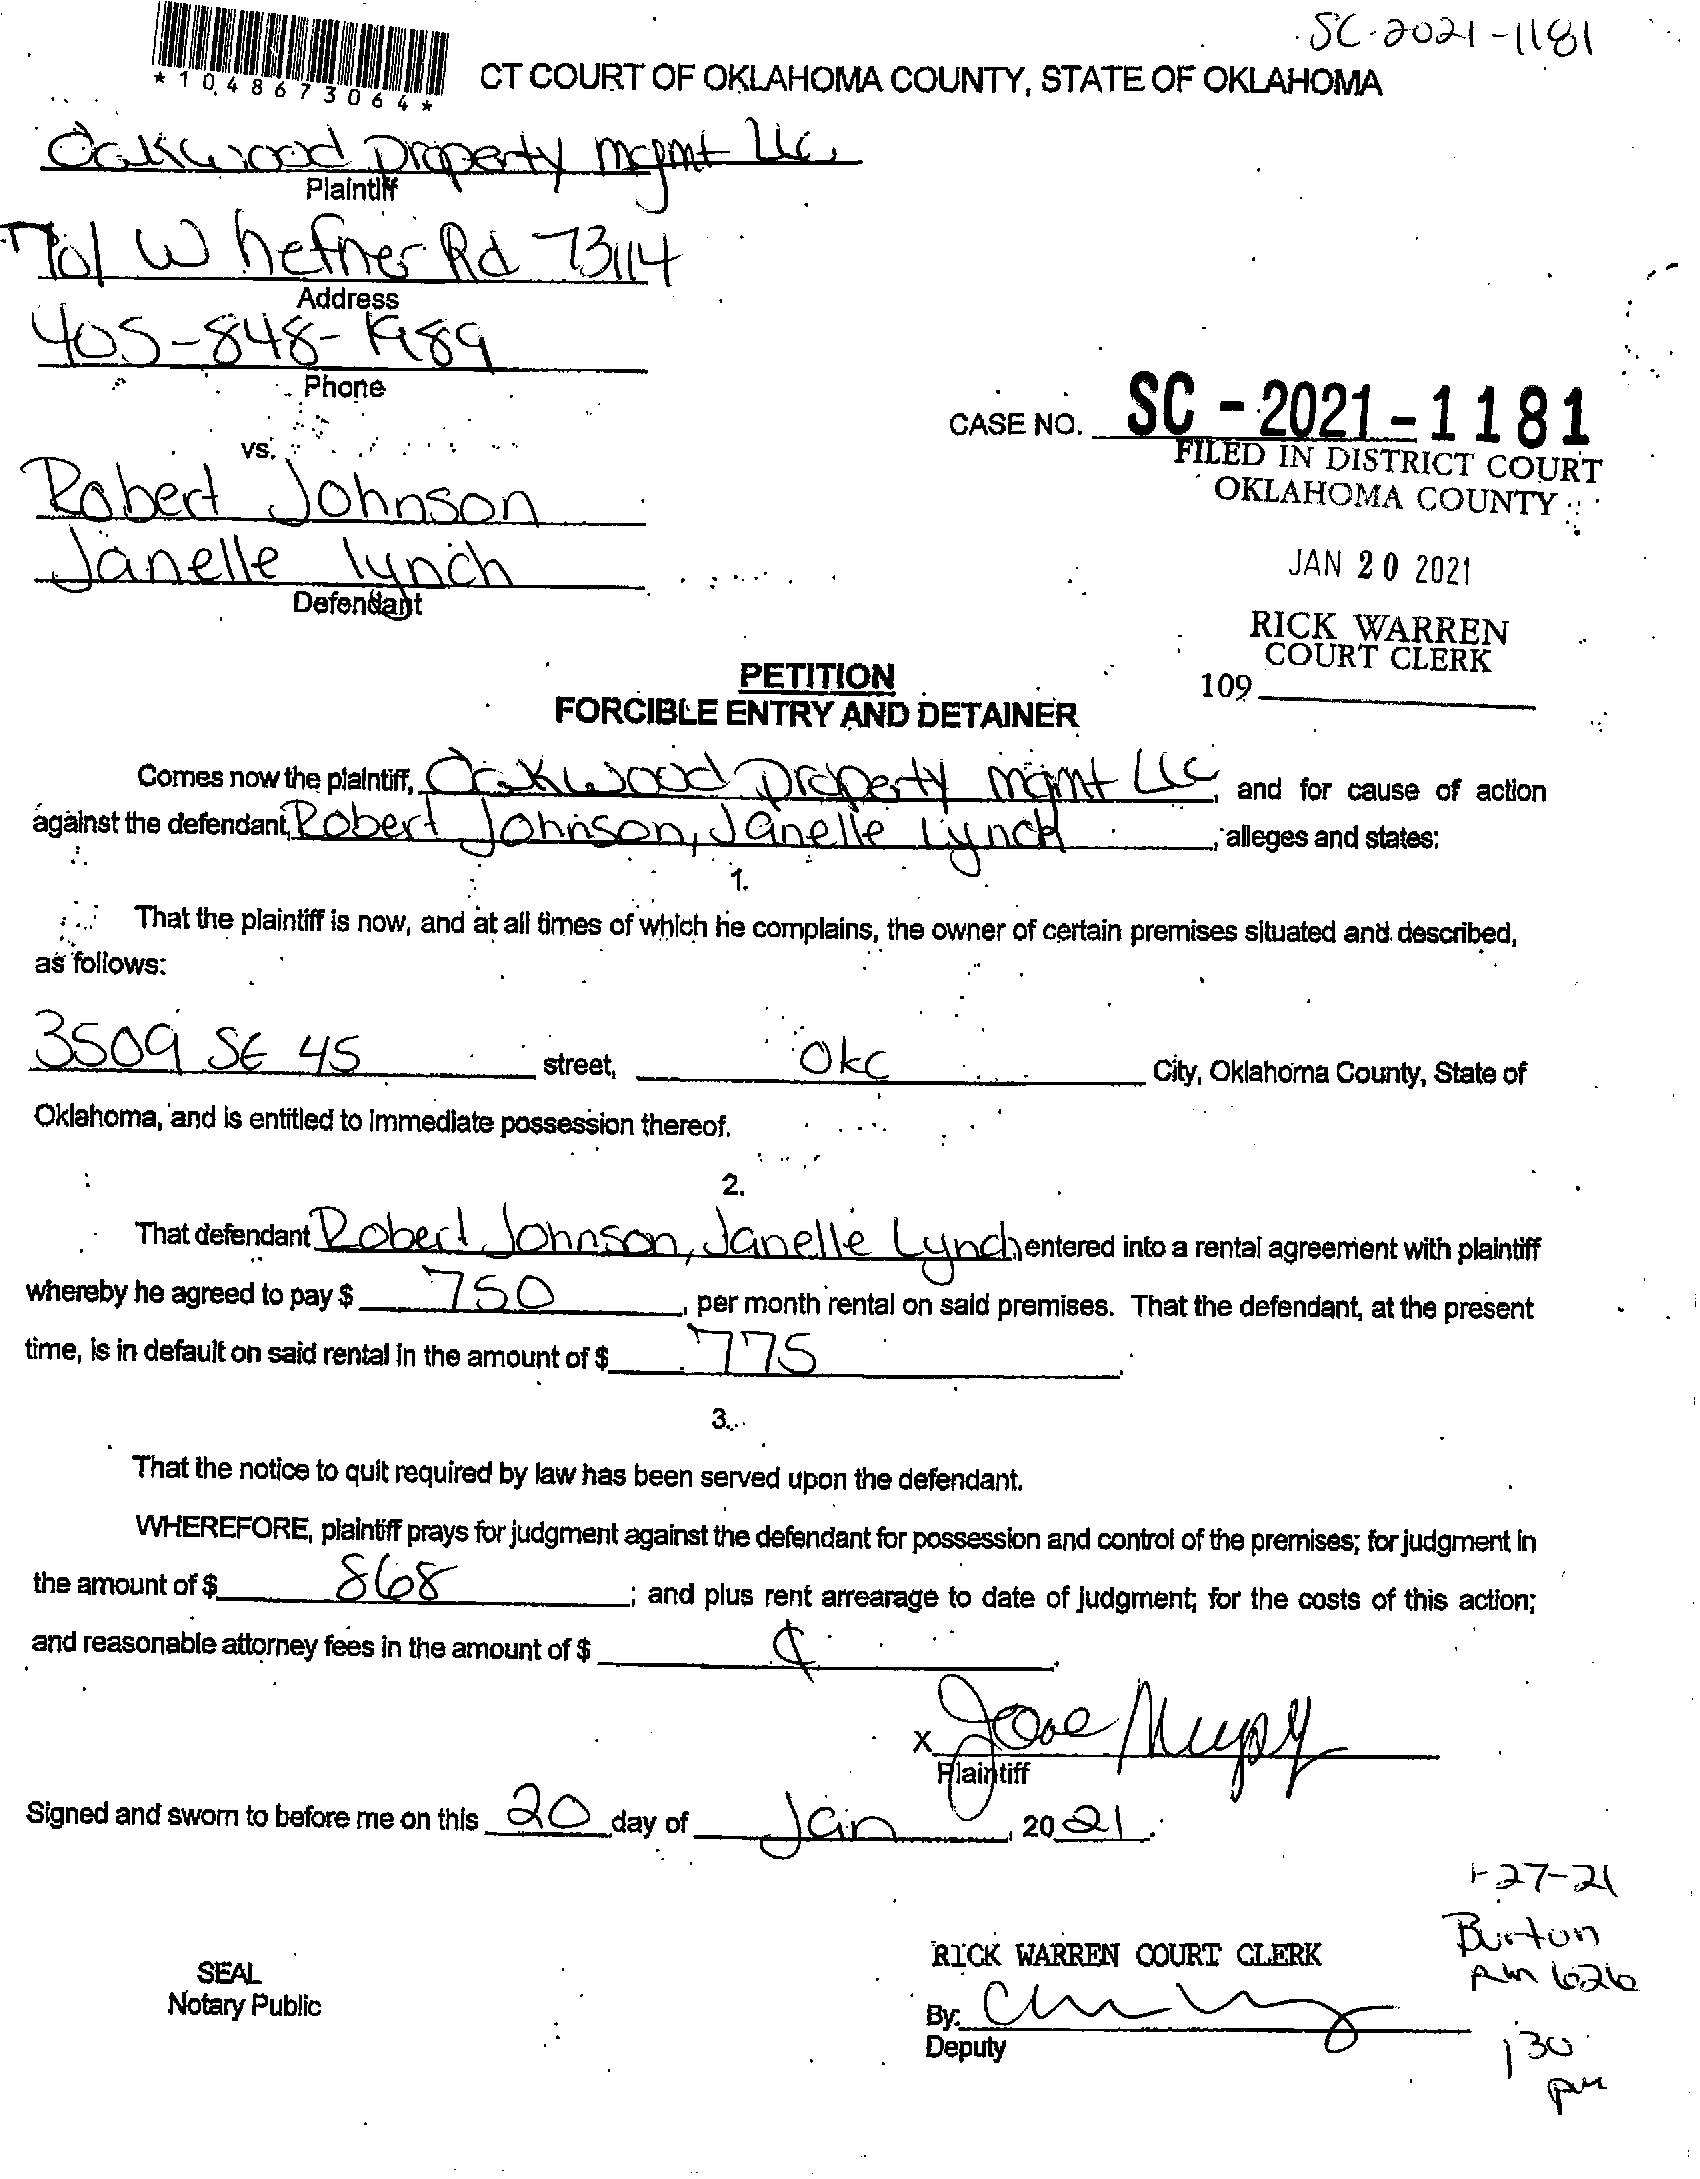 SC-2021-1181
*1048673064*
CT COURT OF OKLAHOMA COUNTY, STATE OF OKLAHOMA
Oakwood Property mgmt LLC,
Plaintiff
701 W hefner Rd 73114
Address
405-848-1989
Phone
CASE NO. SC-2021-1181
FILED IN DISTRICT COURT
OKLAHOMA COUNTY
vs.
Robert Johnson
Janelle lynch
Defendant
JAN 20 2021
RICK WARREN
COURT CLERK
109
PETITION
FORCIBLE ENTRY AND DETAINER
Comes now the plaintiff, Oakwood Property mgmt LLC, and for cause of action
against the defendant, Robert Johnson, Janelle Lynch, alleges and states:
1.
That the plaintiff is now, and at all times of which he complains, the owner of certain premises situated and described,
as follows:
3509 SE 45 street, OKC City, Oklahoma County, State of
Oklahoma, and is entitled to immediate possession thereof.
2.
That defendant Robert Johnson, Janelle Lynch entered into a rental agreement with plaintiff
whereby he agreed to pay $ 750, per month rental on said premises. That the defendant, at the present
time, is in default on said rental in the amount of $ 775.
3.
That the notice to quit required by law has been served upon the defendant.
WHEREFORE, plaintiff prays for judgment against the defendant for possession and control of the premises; for judgment in
the amount of $ 868; and plus rent arrearage to date of judgment; for the costs of this action;
and reasonable attorney fees in the amount of $
X
Plaintiff
Signed and sworn to before me on this 20 day of Jan, 2021.
1-27-21
Burton
Rm 626
130
pm
RICK WARREN COURT CLERK
SEAL
Notary Public
By:
Deputy